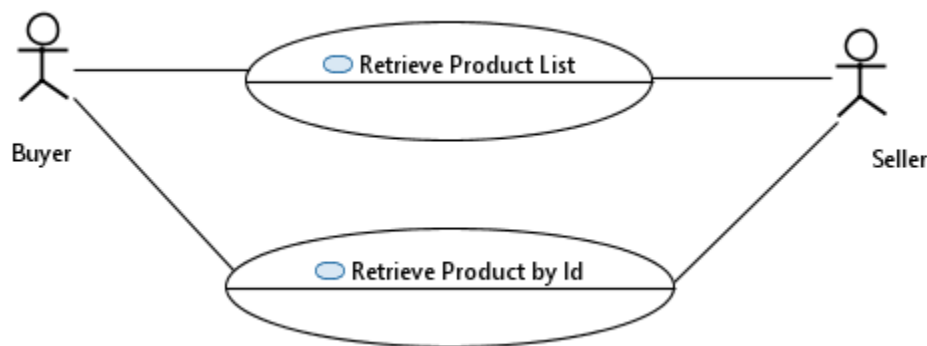 Retrieve Product List
Buyer
Seller
Retrieve Product by Id